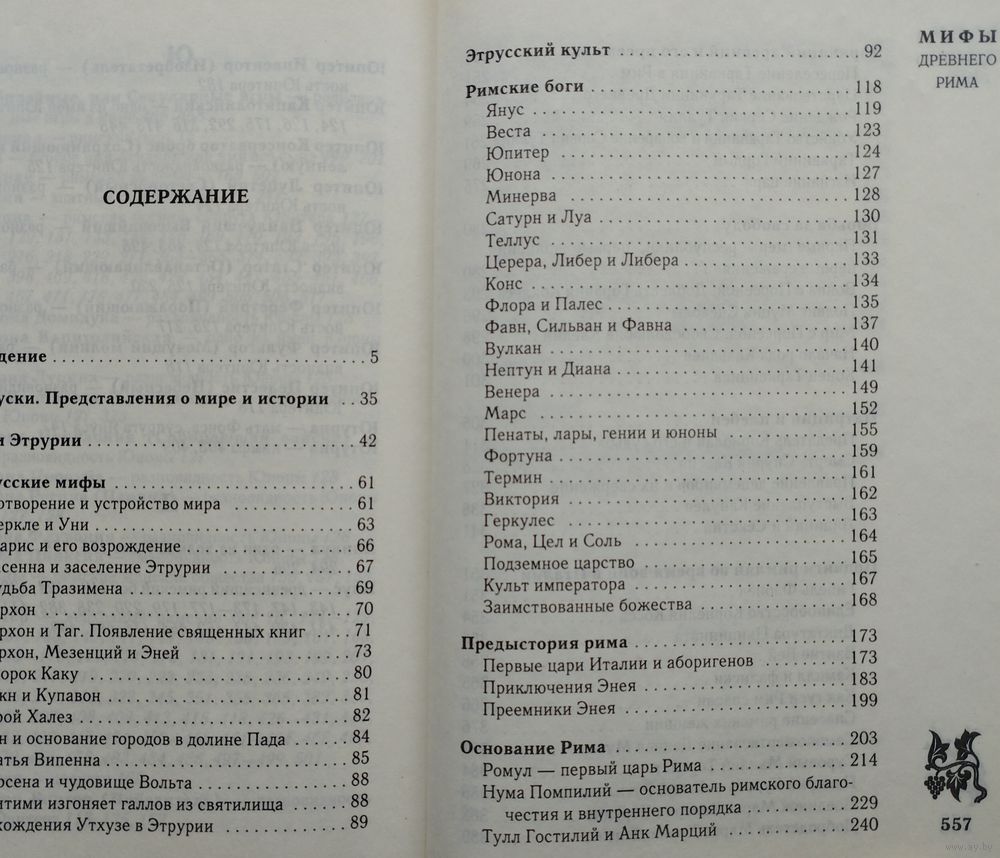 СОДЕРЖАНИЕ
дение . . . 5
уски. Представления о мире и истории . . 35
и Этрурии . . . 42
усские мифы . . . 61
отворение и устройство мира . . . 61
еркле и Уни . . . 63
арис и его возрождение . . . 66
сенна и заселение Этрурии . . . 67
удьба Тразимена . . . 69
рхон . . . 70
рхон и Таг. Появление священных книг . . . 71
рхон, Мезенций и Эней . . . 73
орок Каку . . . 80
кн и Купавон . . . 81
рой Халез . . . 82
н и основание городов в долине Пада . . . 84
атья Випенна . . . 85
рсена и чудовище Вольта . . . 88
итими изгоняет галлов из святилища . . . 88
хождения Утхузе в Этрурии . . . 89
Этрусский культ . . . 92
Римские боги . . . 118
Янус . . . 119
Веста . . . 123
Юпитер . . . 124
Юнона . . . 127
Минерва . . . 128
Сатурн и Луа . . . 130
Теллус . . . 131
Церера, Либер и Либера . . . 133
Конс . . . 134
Флора и Палес . . . 135
Фавн, Сильван и Фавна . . . 137
Вулкан . . . 140
Нептун и Диана . . . 141
Венера . . . 149
Марс . . . 152
Пенаты, лары, гении и юноны . . . 155
Фортуна . . . 159
Термин . . . 161
Виктория . . . 162
Геркулес . . . 163
Рома, Цел и Соль . . . 164
Подземное царство . . . 165
Культ императора . . . 167
Заимствованные божества . . . 168
Предыстория рима . . . 173
Первые цари Италии и аборигенов . . . 173
Приключения Энея . . . 183
Преемники Энея . . . 199
Основание Рима . . . 203
Ромул — первый царь Рима . . . 214
Нума Помпилий — основатель римского благо-
честия и внутреннего порядка . . . 229
Тулл Гостилий и Анк Марций . . . 240
МИФЫ
ДРЕВНЕГО
РИМА
557
www.ay.by